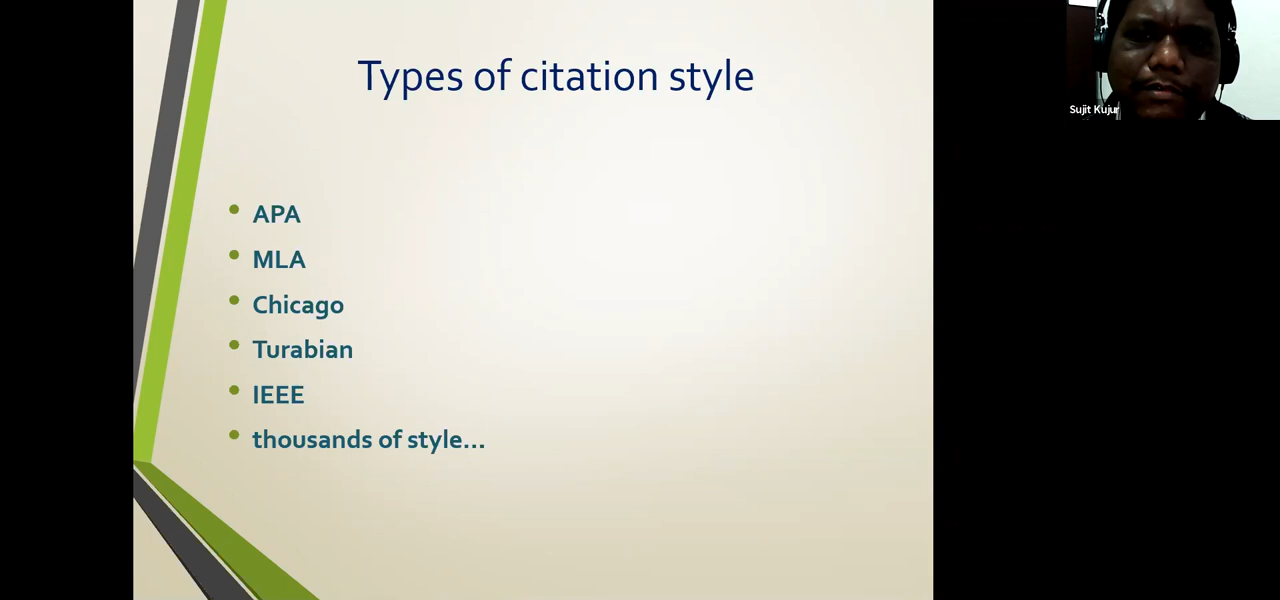 Types of citation style
APA
MLA
Chicago
Turabian
IEEE
thousands of style...
Sujit Kujur